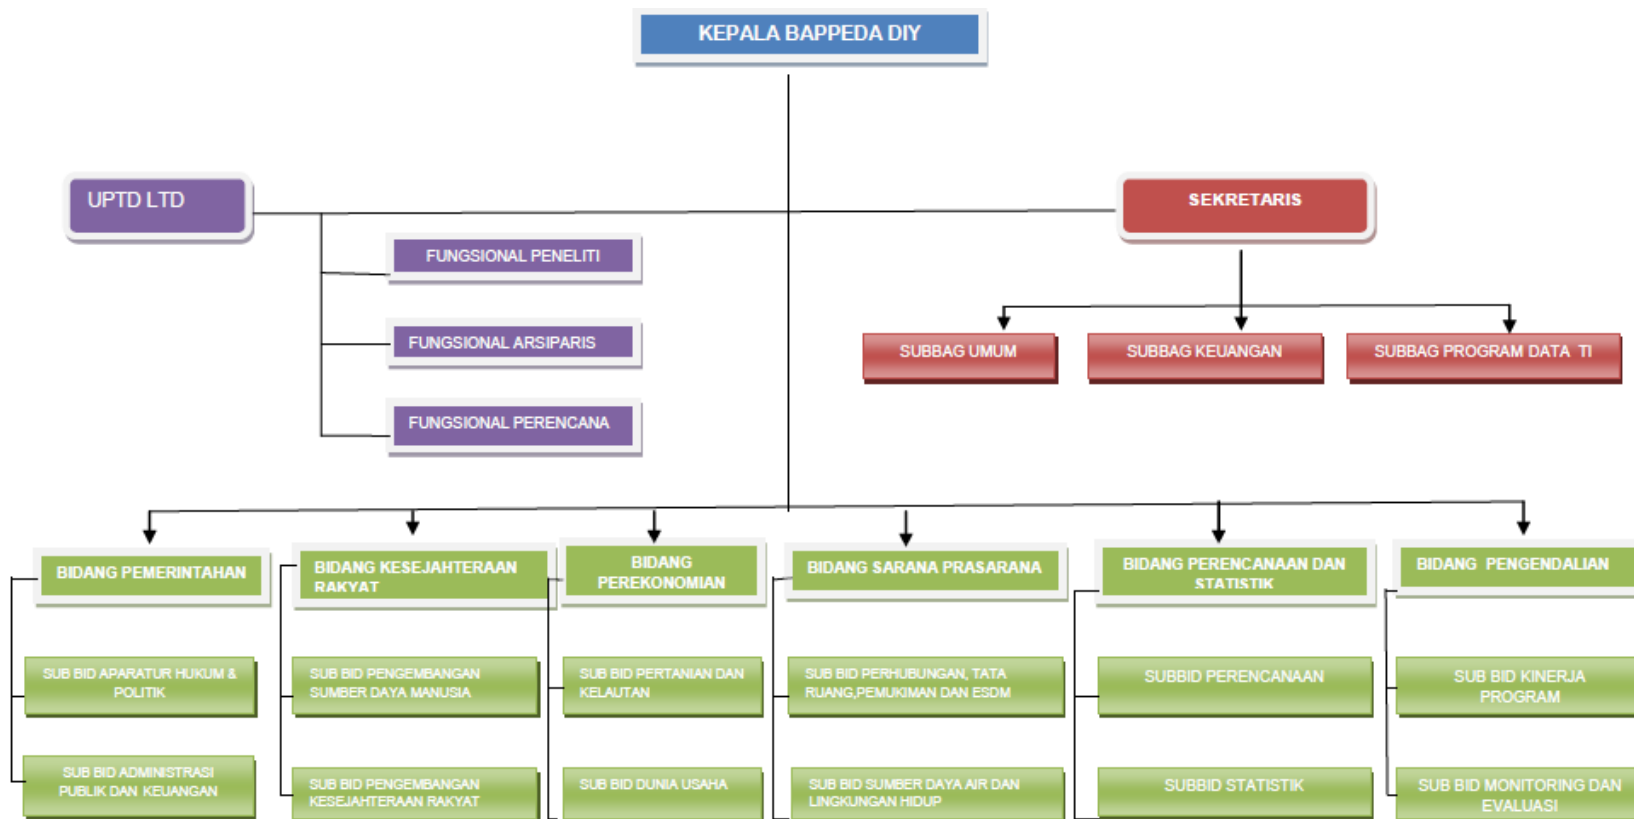 KEPALA BAPPEDA DIY
UPTD LTD
SEKRETARIS
FUNGSIONAL PENELITI
FUNGSIONAL ARSIPARIS
FUNGSIONAL PERENCANA
SUBBAG UMUM
SUBBAG KEUANGAN
SUBBAG PROGRAM DATA TI
BIDANG PEMERINTAHAN
BIDANG KESEJAHTERAAN
RAKYAT
BIDANG
PEREKONOMIAN
BIDANG SARANA PRASARANA
BIDANG PERENCANAAN DAN
STATISTIK
BIDANG PENGENDALIAN
SUB BID APARATUR HUKUM &
POLITIK
SUB BID PENGEMBANGAN
SUMBER DAYA MANUSIA
SUB BID PERTANIAN DAN
KELAUTAN
SUB BID PERHUBUNGAN, TATA
RUANG,PEMUKIMAN DAN ESDM
SUBBID PERENCANAAN
SUB BID KINERJA
PROGRAM
SUB BID ADMINISTRASI
PUBLIK DAN KEUANGAN
SUB BID PENGEMBANGAN
KESEJAHTERAAN RAKYAT
SUB BID DUNIA USAHA
SUB BID SUMBER DAYA AIR DAN
LINGKUNGAN HIDUP
SUBBID STATISTIK
SUB BID MONITORING DAN
EVALUASI